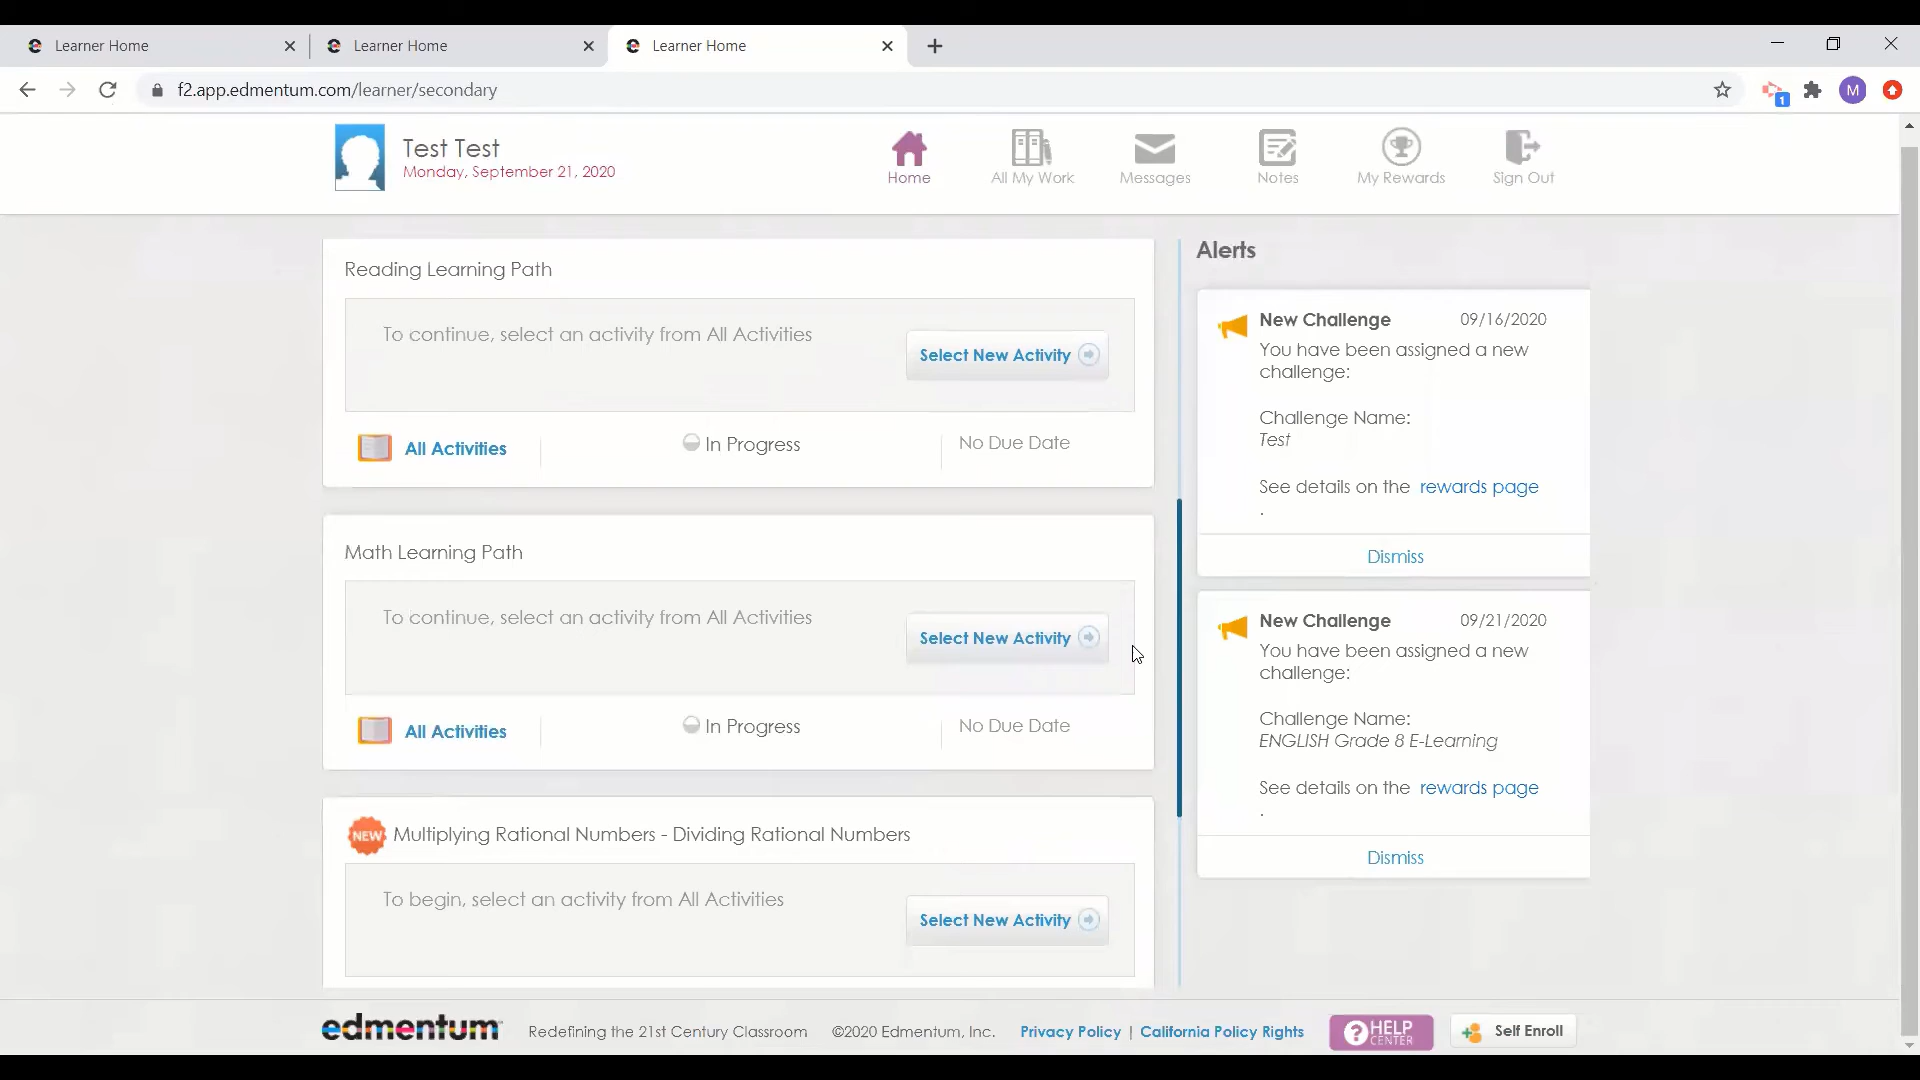 Learner Home
Learner Home
Learner Home
f2.app.edmentum.com/learner/secondary
M
1
Test Test
Monday, September 21, 2020
Home
All My Work
Messages
Notes
My Rewards
Sign Out
Reading Learning Path
To continue, select an activity from All Activities
Select New Activity
All Activities
In Progress
No Due Date
Math Learning Path
To continue, select an activity from All Activities
Select New Activity
All Activities
In Progress
No Due Date
NEW Multiplying Rational Numbers - Dividing Rational Numbers
To begin, select an activity from All Activities
Select New Activity
Alerts
New Challenge 09/16/2020
You have been assigned a new
challenge:
Challenge Name:
Test
See details on the rewards page
.
Dismiss
New Challenge 09/21/2020
You have been assigned a new
challenge:
Challenge Name:
ENGLISH Grade 8 E-Learning
See details on the rewards page
.
Dismiss
edmentum Redefining the 21st Century Classroom ©2020 Edmentum, Inc. Privacy Policy | California Policy Rights ? HELP CENTER Self Enroll